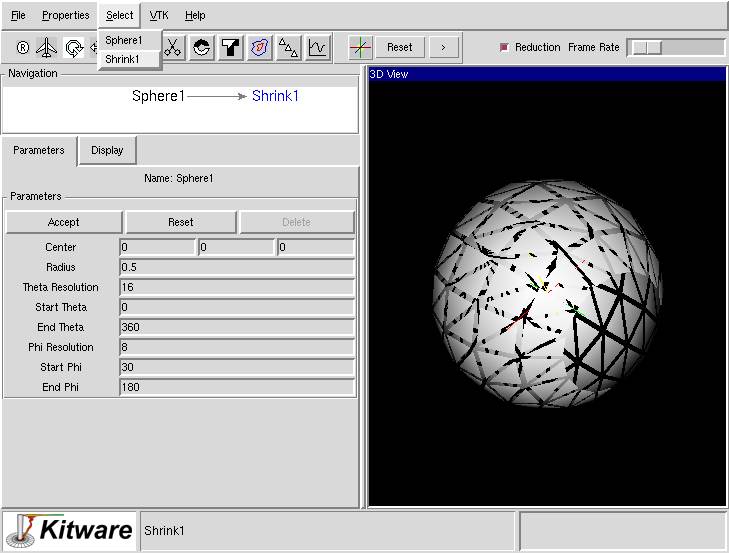 File Properties Select VTK Help
Sphere1
Shrink1
R
Reset > Reduction Frame Rate
Navigation
Sphere1 Shrink1
Parameters Display
Name: Sphere1
Parameters
Accept Reset Delete
Center 0 0 0
Radius 0.5
Theta Resolution 16
Start Theta 0
End Theta 360
Phi Resolution 8
Start Phi 30
End Phi 180
3D View
Kitware Shrink1